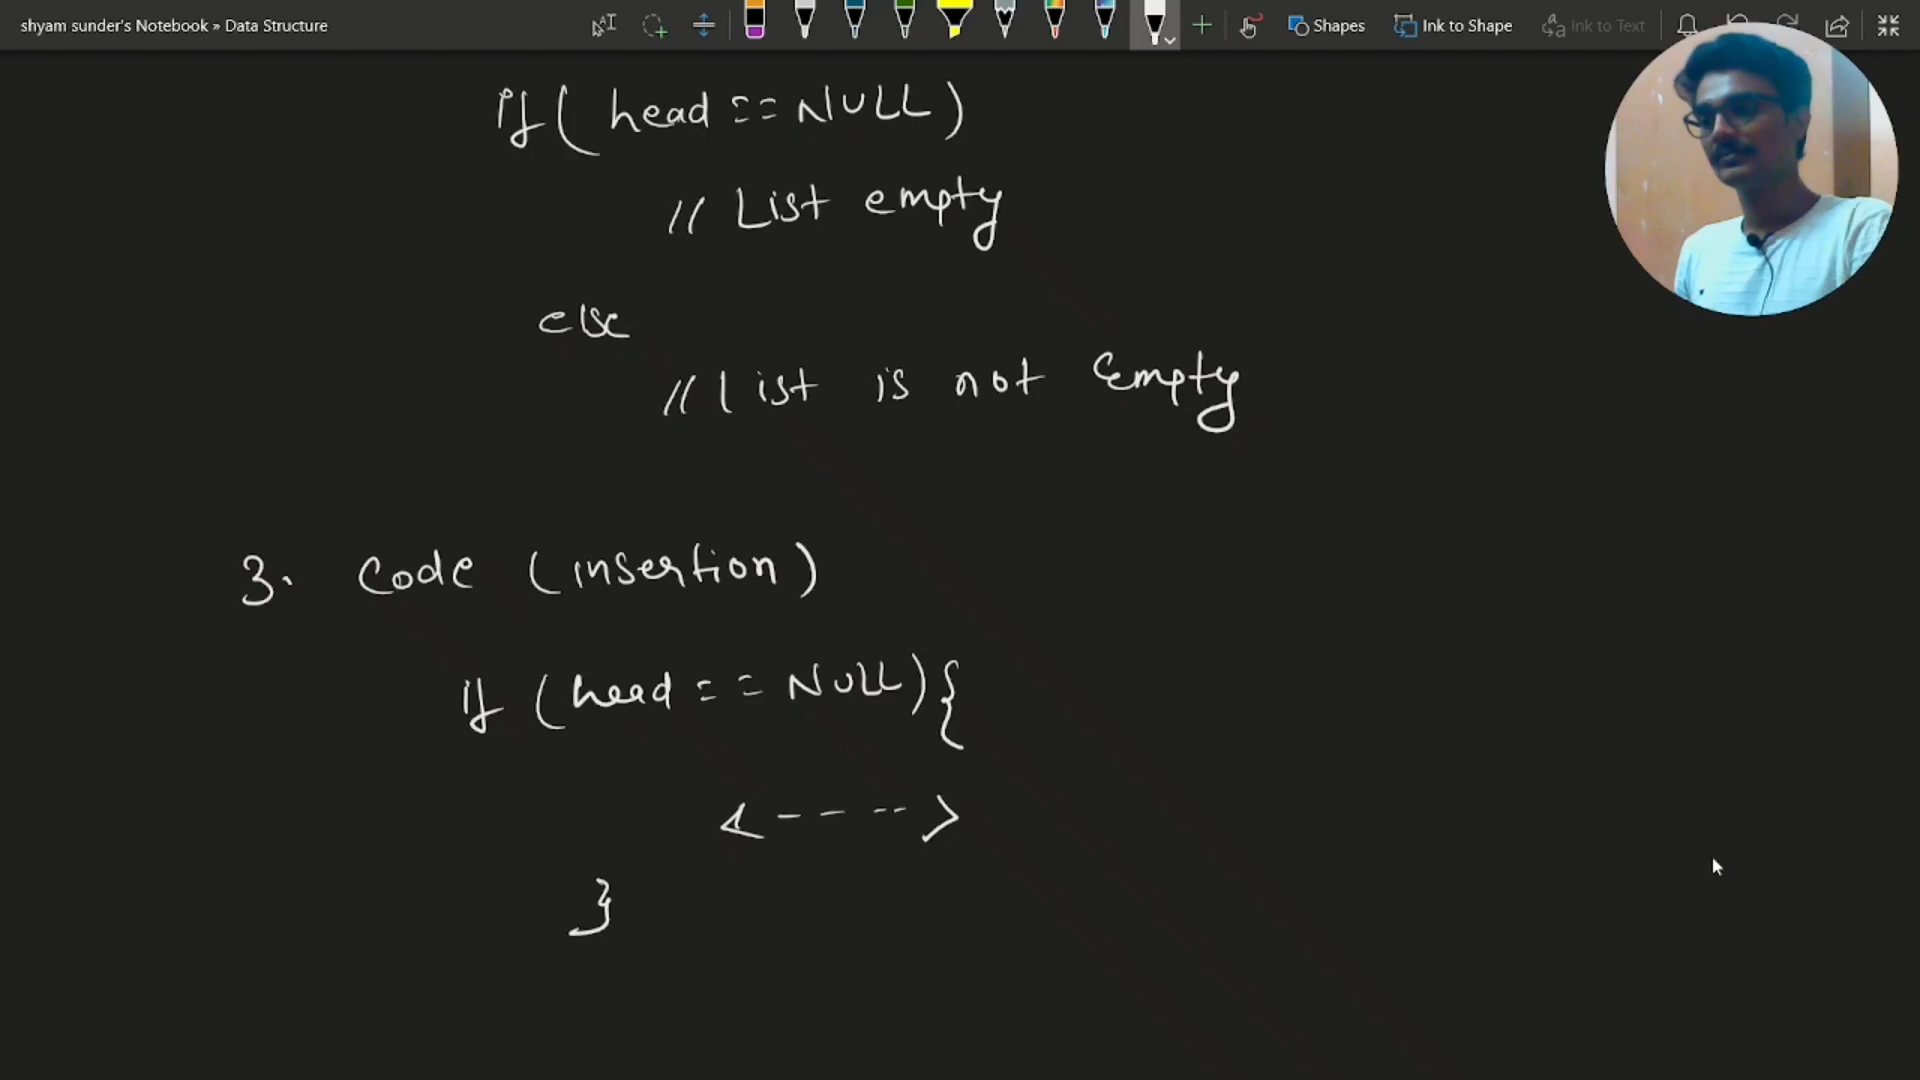 shyam sunder's Notebook » Data Structure
Shapes
Ink to Shape
Ink to Text
If ( head == NULL )
// List empty
else
// List is not Empty
3. Code (insertion)
If (head == NULL) {
< - - - - >
}